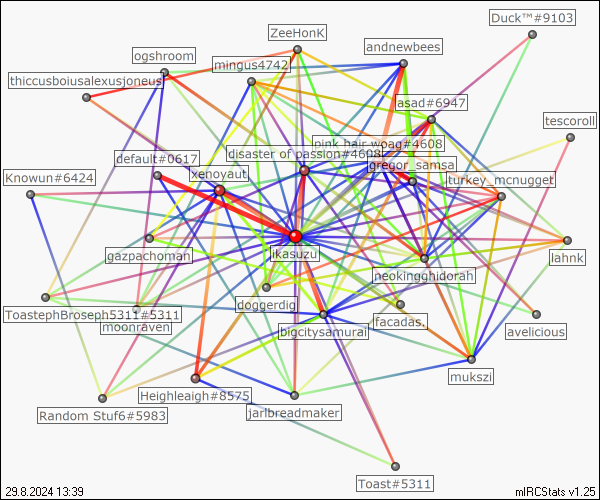 Duck™#9103
ZeeHonK
andnewbees
ogshroom
mingus4742
thiccusboiusalexusjoneus
asad#6947
tescoroll
pink hair woag#4608
disaster of passion#4608
default#0617
gregor_samsa
xenoyaut
Knowun#6424
turkey_mcnugget
gazpachoman
ikasuzu
lahnk
neokingghidorah
doggerdig
ToastephBroseph5311#5311
facadas.
moonraven
bigcitysamurai
avelicious
mukszi
Heighleaigh#8575
Random Stuf6#5983
jarlbreadmaker
Toast#5311
29.8.2024 13:39
mIRCStats v1.25